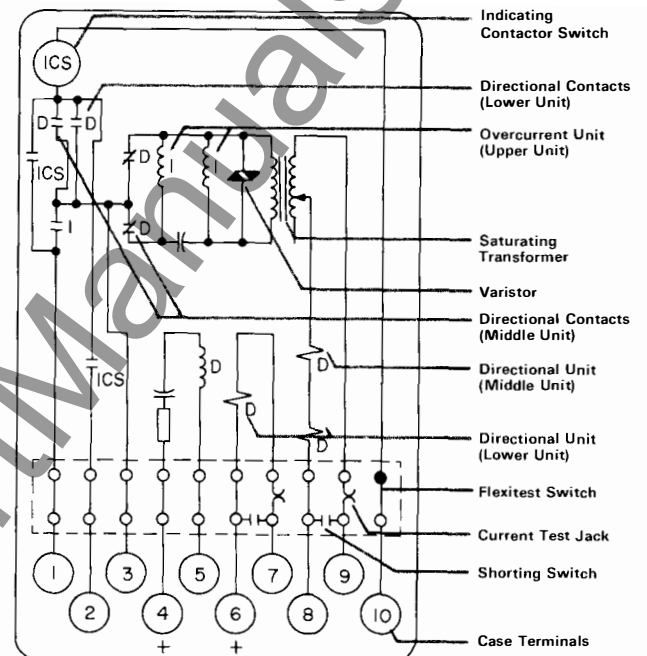 Indicating
Contactor Switch
ICS
Directional Contacts
(Lower Unit)
D
D
Overcurrent Unit
(Upper Unit)
D
I
I
ICS
D
I
Saturating
Transformer
Varistor
Directional Contacts
(Middle Unit)
D
Directional Unit
(Middle Unit)
D
ICS
D
Directional Unit
(Lower Unit)
D
Flexitest Switch
Current Test Jack
Shorting Switch
1
3
5
7
9
2
4
6
8
10
+
+
Case Terminals